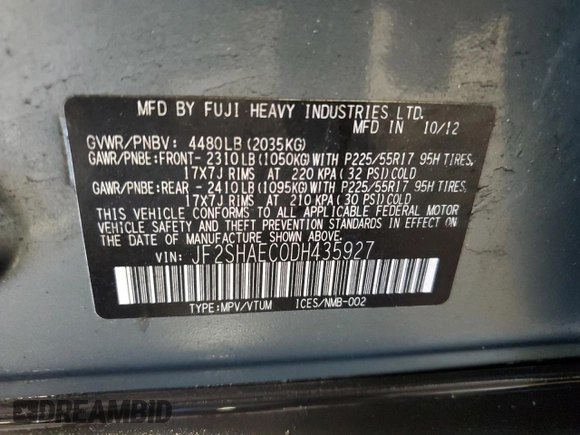 MFD BY FUJI HEAVY INDUSTRIES LTD.
MFD IN 10/12
GVWR/PNBV: 4480LB (2035KG)
GAWR/PNBE:FRONT- 2310LB(1050KG)WITH P225/55R17 95H TIRES,
17X7J RIMS AT 220 KPA ( 32 PSI)COLD
GAWR/PNBE:REAR - 2410LB(1095KG)WITH P225/55R17 95H TIRES,
17X7J RIMS AT 210 KPA ( 30 PSI)COLD
THIS VEHICLE CONFORMS TO ALL APPLICABLE FEDERAL MOTOR
VEHICLE SAFETY AND THEFT PREVENTION STANDARDS IN EFFECT ON
THE DATE OF MANUFACTURE SHOWN ABOVE.
VIN: JF2SHAEC0DH435927
TYPE:MPV/VTUM ICES/NMB-002
DREAMBID